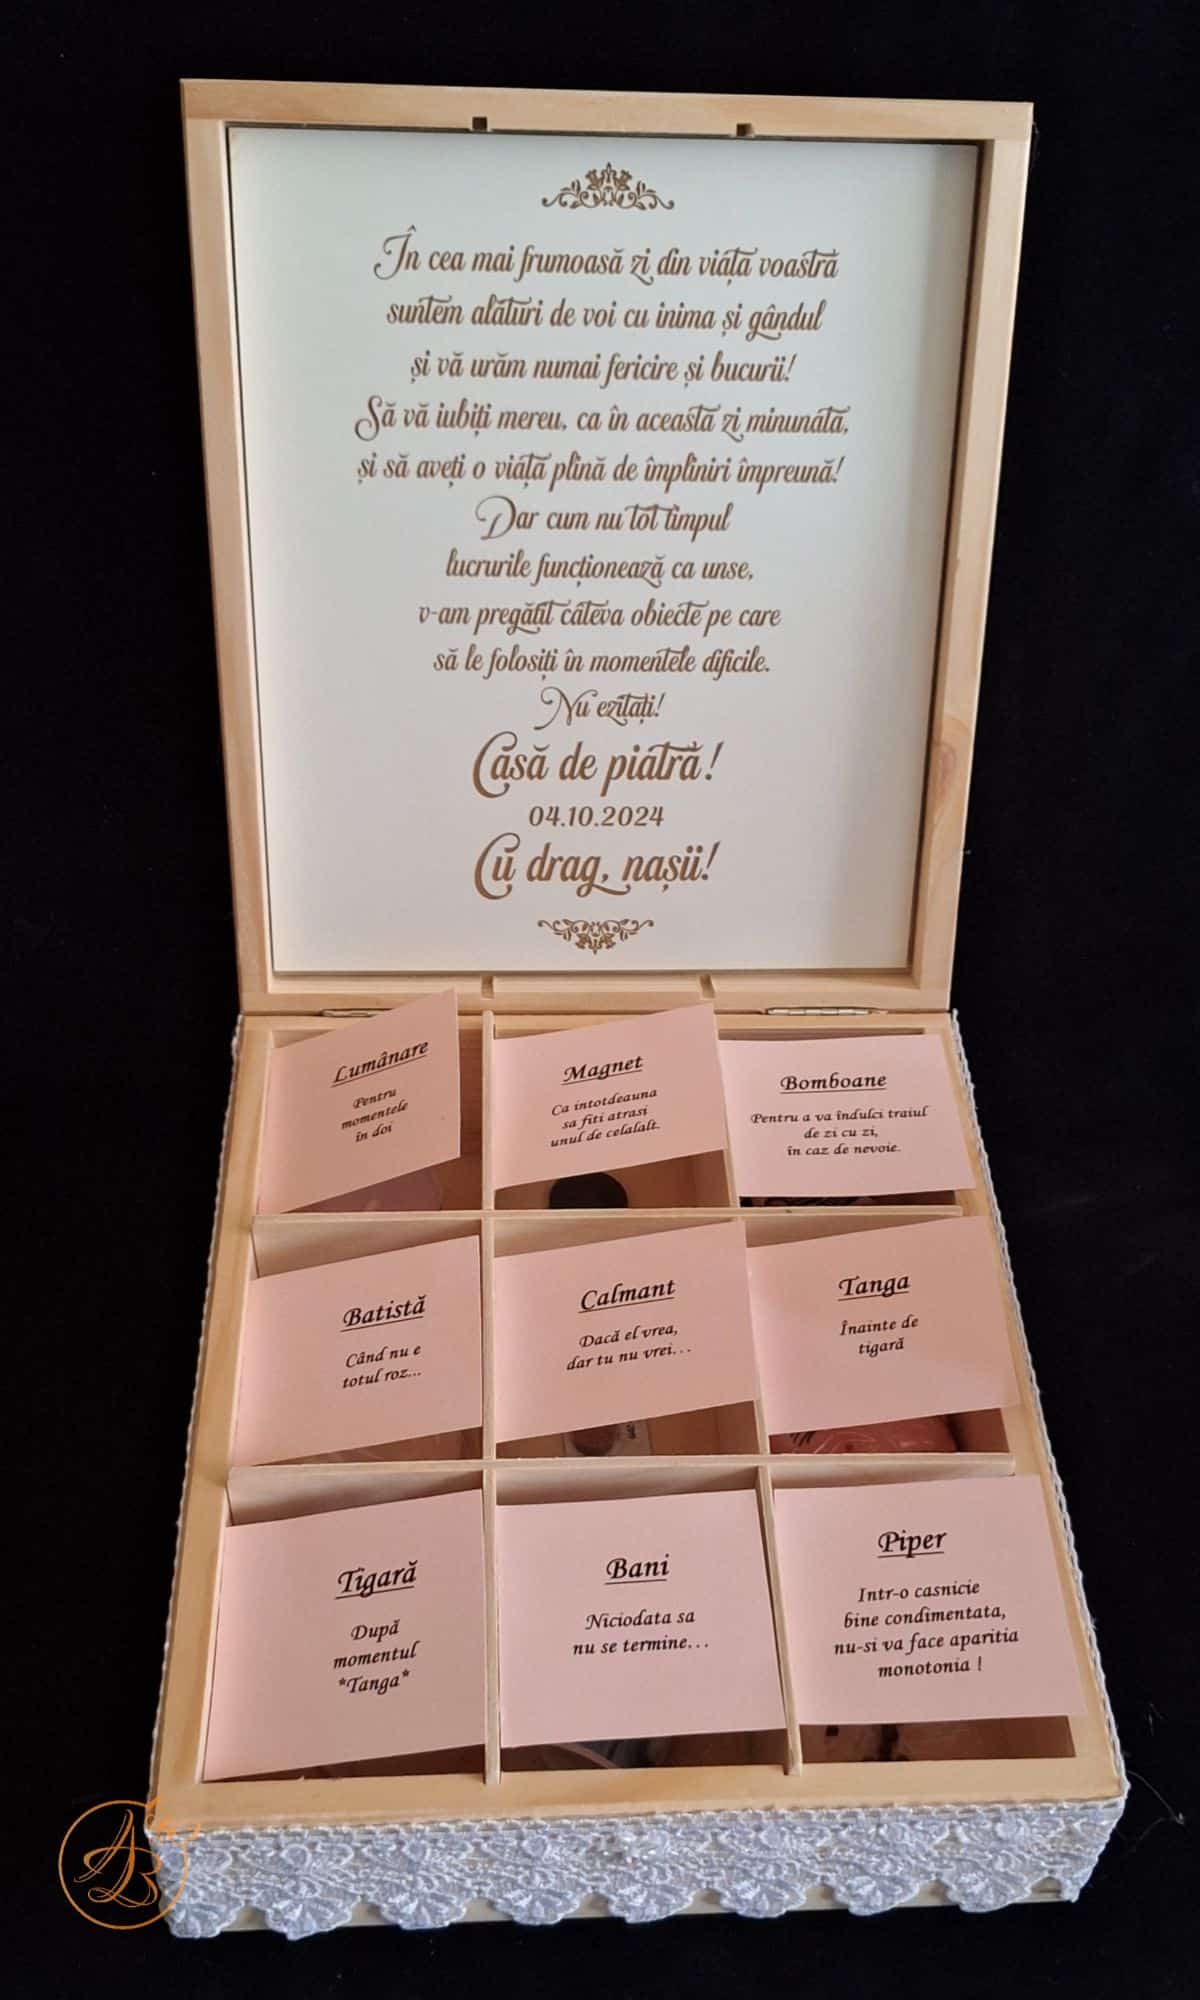 În cea mai frumoasă zi din viața voastră
suntem alături de voi cu inima și gândul
și vă urăm numai fericire și bucurii!
Să vă iubiți mereu, ca în această zi minunată,
și să aveți o viață plină de împliniri împreună!
Dar cum nu tot timpul
lucrurile funcționează ca unse,
v-am pregătit câteva obiecte pe care
să le folosiți în momentele dificile.
Nu ezitați!
Casă de piatră!
04.10.2024
Cu drag, nașii!
Lumânare
Pentru
momentele
în doi
Magnet
Ca intotdeauna
sa fiti atrasi
unul de celalalt.
Bomboane
Pentru a va îndulci traiul
de zi cu zi,
în caz de nevoie.
Batistă
Când nu e
totul roz...
Calmant
Dacă el vrea,
dar tu nu vrei...
Tanga
Înainte de
tigară
Tigară
După
momentul
*Tanga*
Bani
Niciodata sa
nu se termine...
Piper
Intr-o casnicie
bine condimentata,
nu-si va face aparitia
monotonia !